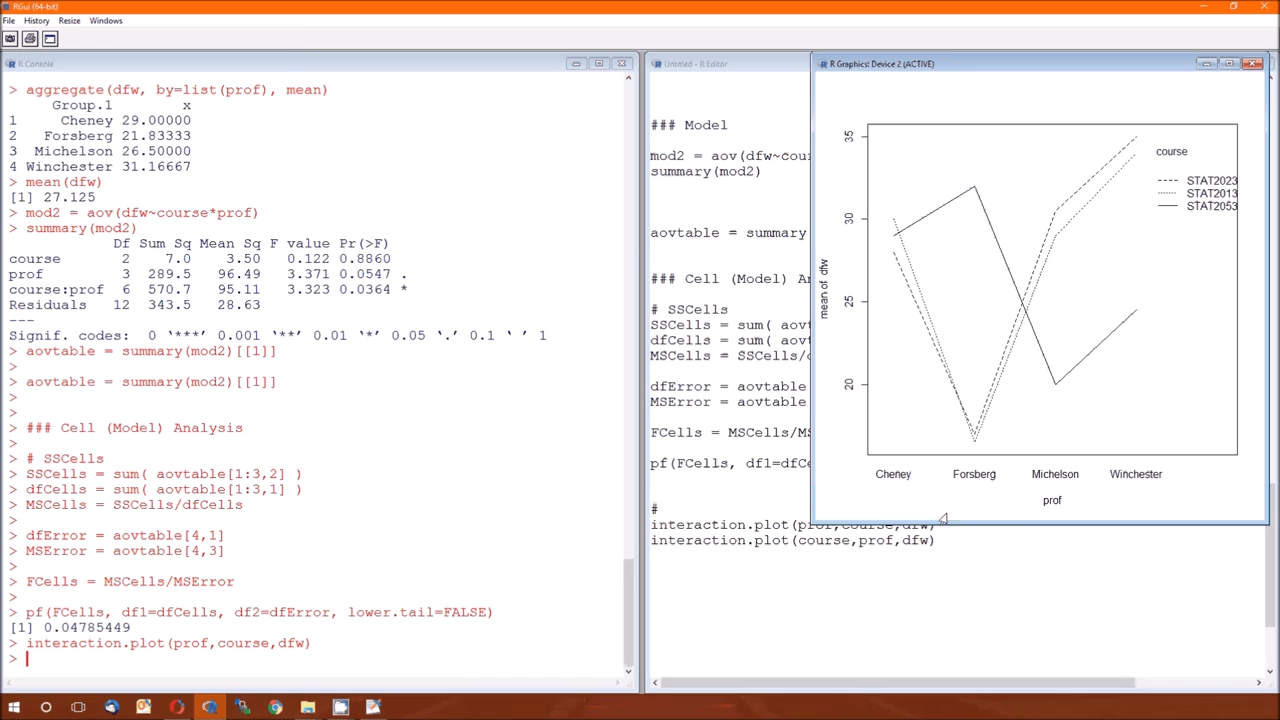 RGui (64-bit)
File History Resize Windows
R Console
> aggregate(dfw, by=list(prof), mean)
Group.1 x
1 Cheney 29.00000
2 Forsberg 21.83333
3 Michelson 26.50000
4 Winchester 31.16667
> mean(dfw)
[1] 27.125
> mod2 = aov(dfw~course*prof)
> summary(mod2)
Df Sum Sq Mean Sq F value Pr(>F)
course 2 7.0 3.50 0.122 0.8860
prof 3 289.5 96.49 3.371 0.0547 .
course:prof 6 570.7 95.11 3.323 0.0364 *
Residuals 12 343.5 28.63
---
Signif. codes: 0 ‘***’ 0.001 ‘**’ 0.01 ‘*’ 0.05 ‘.’ 0.1 ‘ ’ 1
> aovtable = summary(mod2)[[1]]
>
> aovtable = summary(mod2)[[1]]
>
>
> ### Cell (Model) Analysis
>
> # SSCells
> SSCells = sum( aovtable[1:3,2] )
> dfCells = sum( aovtable[1:3,1] )
> MSCells = SSCells/dfCells
>
> dfError = aovtable[4,1]
> MSError = aovtable[4,3]
>
> FCells = MSCells/MSError
>
> pf(FCells, df1=dfCells, df2=dfError, lower.tail=FALSE)
[1] 0.04785449
> interaction.plot(prof,course,dfw)
>
Untitled - R Editor
### Model
mod2 = aov(dfw~cour
summary(mod2)
aovtable = summary
### Cell (Model) An
# SSCells
SSCells = sum( aovt
dfCells = sum( aovt
MSCells = SSCells/d
dfError = aovtable
MSError = aovtable
FCells = MSCells/MS
pf(FCells, df1=dfCe
#
interaction.plot(prof,course,dfw)
interaction.plot(course,prof,dfw)
R Graphics: Device 2 (ACTIVE)
35
30
25
20
mean of dfw
course
STAT2023
STAT2013
STAT2053
Cheney Forsberg Michelson Winchester
prof